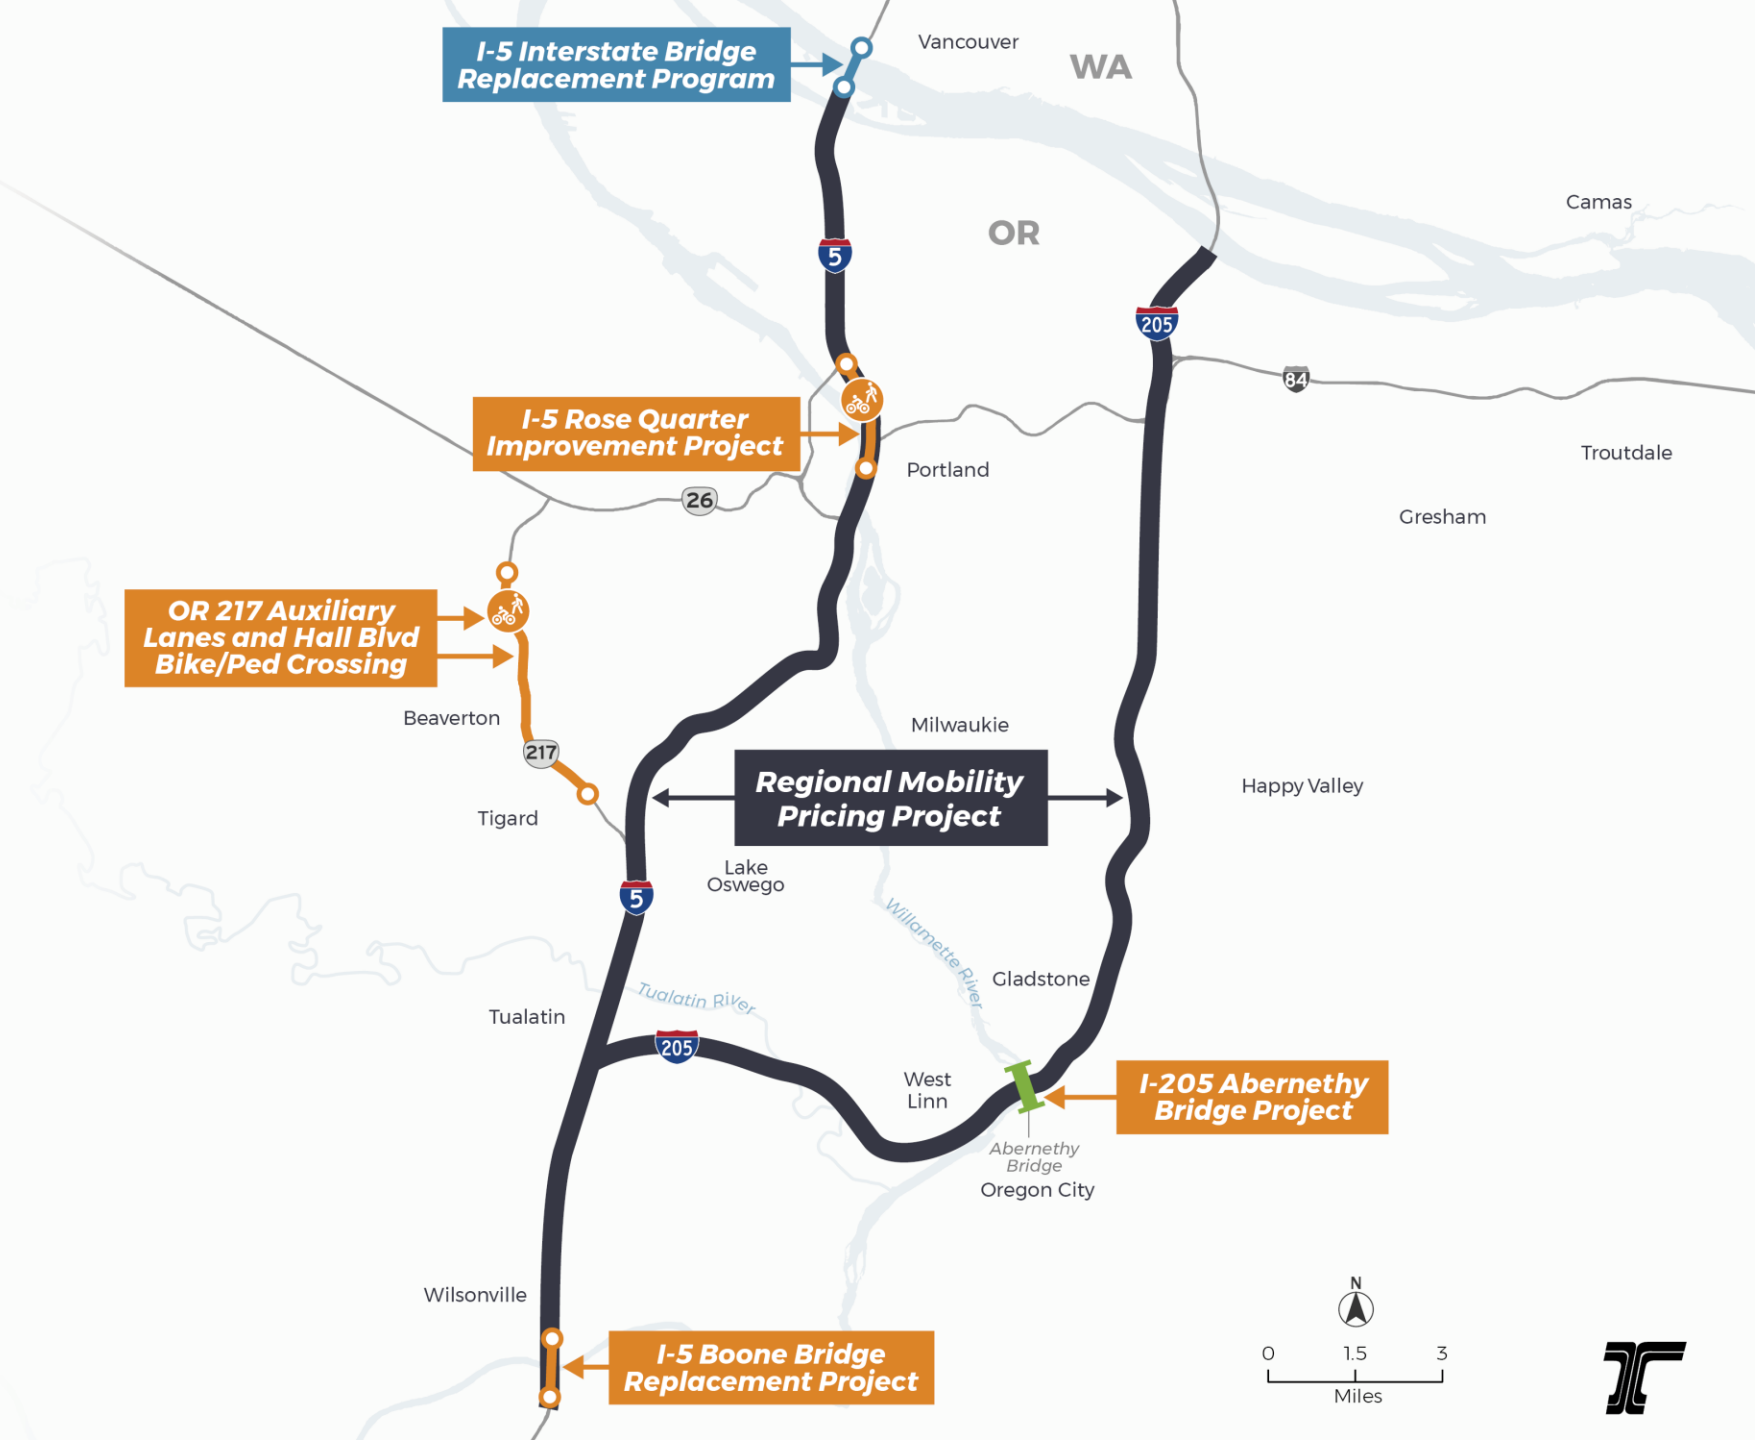 I-5 Interstate Bridge
Replacement Program
Vancouver
WA
Camas
OR
5
205
84
I-5 Rose Quarter
Improvement Project
Troutdale
Portland
26
Gresham
OR 217 Auxiliary
Lanes and Hall Blvd
Bike/Ped Crossing
Beaverton
Milwaukie
217
Regional Mobility
Pricing Project
Happy Valley
Tigard
Lake
Oswego
5
Willamette River
Gladstone
Tualatin River
Tualatin
205
West
Linn
I-205 Abernethy
Bridge Project
Abernethy
Bridge
Oregon City
Wilsonville
N
I-5 Boone Bridge
Replacement Project
0 1.5 3
Miles